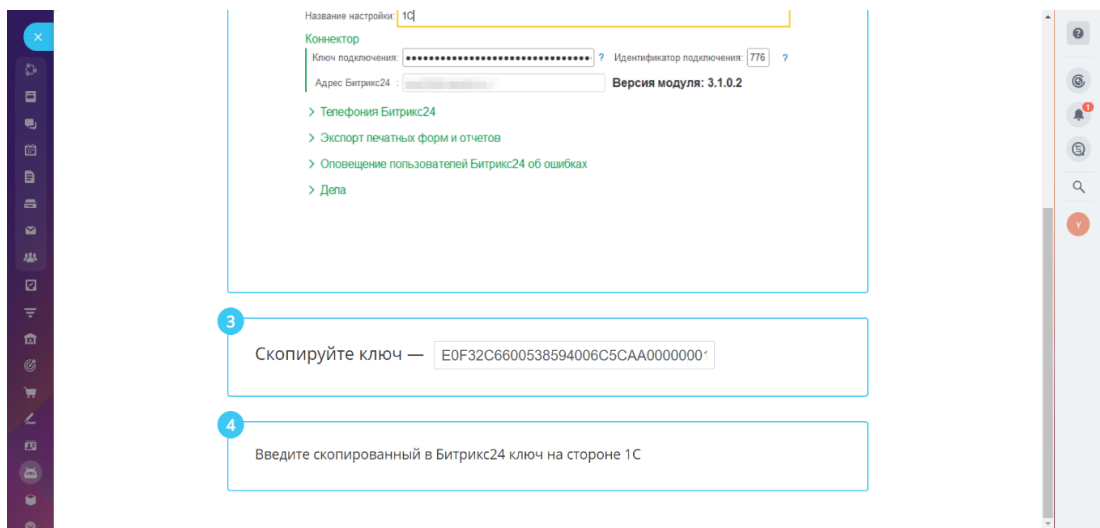 Название настройки: 1С
Коннектор
Ключ подключения: ? Идентификатор подключения: 776 ?
Адрес Битрикс24 : Версия модуля: 3.1.0.2
Телефония Битрикс24
Экспорт печатных форм и отчетов
Оповещение пользователей Битрикс24 об ошибках
Дела
3
Скопируйте ключ — E0F32C6600538594006C5CAA00000001
4
Введите скопированный в Битрикс24 ключ на стороне 1С
1
Y